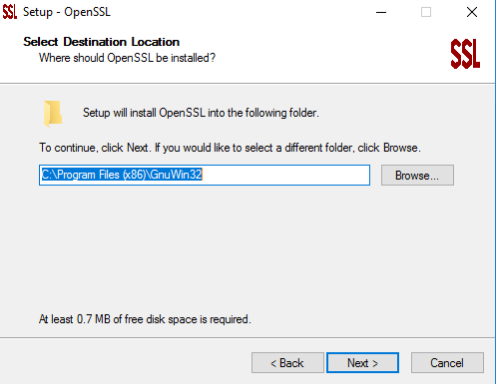 SSL Setup - OpenSSL
Select Destination Location
Where should OpenSSL be installed?
SSL
Setup will install OpenSSL into the following folder.
To continue, click Next. If you would like to select a different folder, click Browse.
C:\Program Files (x86)\GnuWin32
Browse...
At least 0.7 MB of free disk space is required.
< Back
Next >
Cancel